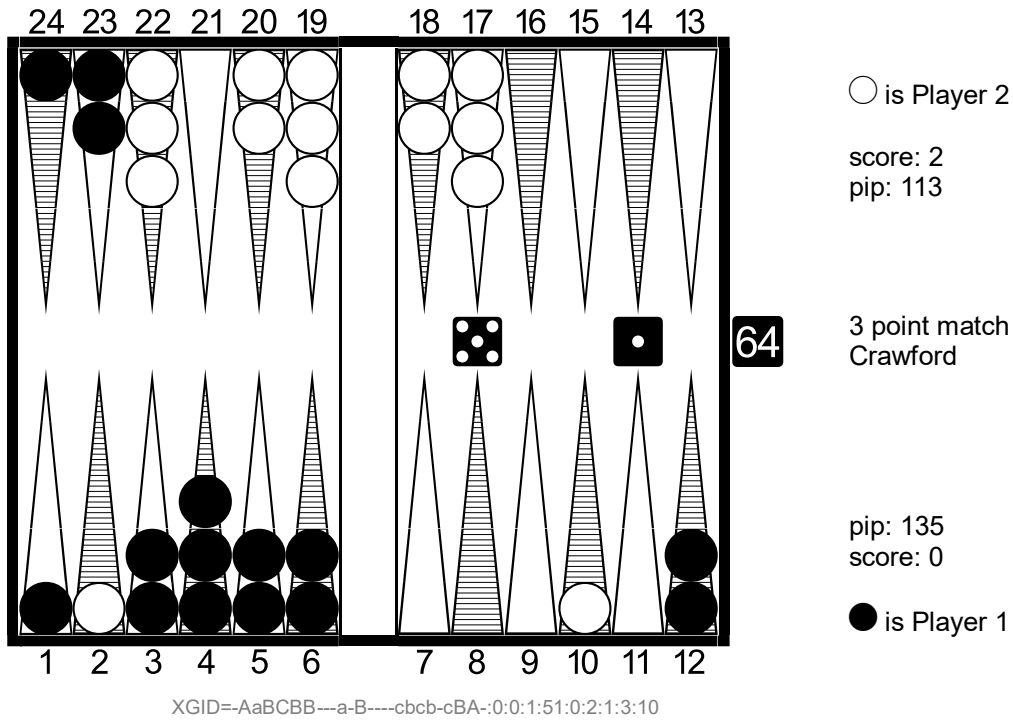 24 23 22 21 20 19 18 17 16 15 14 13
is Player 2
score: 2
pip: 113
64
3 point match
Crawford
pip: 135
score: 0
is Player 1
1 2 3 4 5 6 7 8 9 10 11 12
XGID=-AaBCBB---a-B----cbcb-cBA-:0:0:1:51:0:2:1:3:10